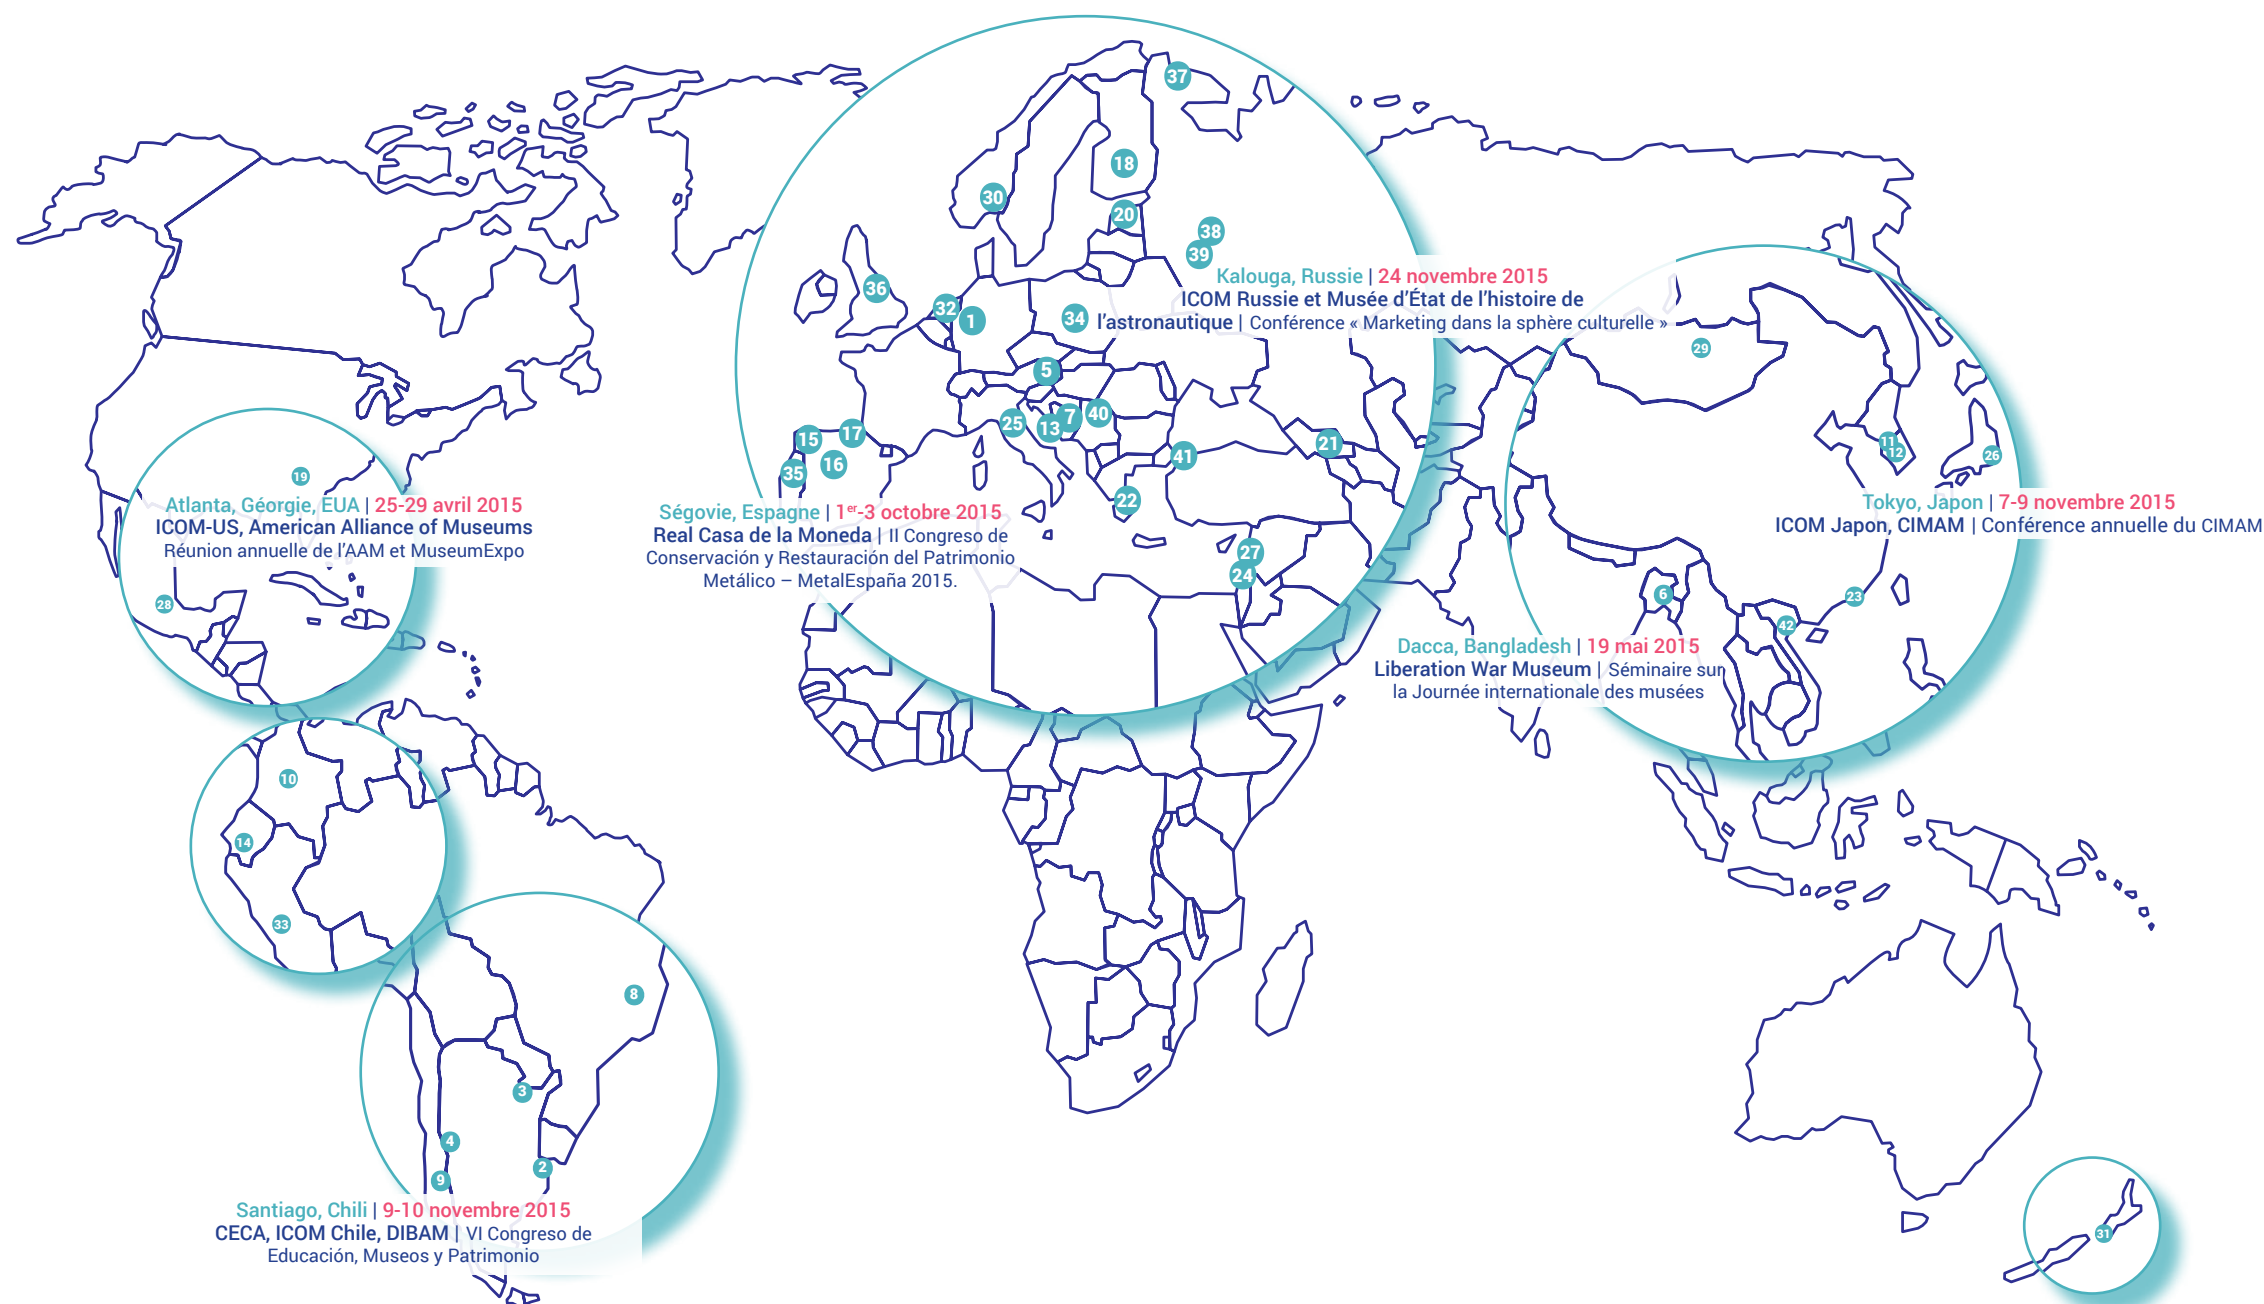 37
18
30
20
38
39
36
32
1
34
Kalouga, Russie | 24 novembre 2015
ICOM Russie et Musée d'État de l'histoire de
l'astronautique | Conférence « Marketing dans la sphère culturelle »
29
5
25
13
7
40
15
17
16
35
41
21
22
27
24
11
12
26
19
Atlanta, Géorgie, EUA | 25-29 avril 2015
ICOM-US, American Alliance of Museums
Réunion annuelle de l'AAM et MuseumExpo
28
Ségovie, Espagne | 1er-3 octobre 2015
Real Casa de la Moneda | II Congreso de
Conservación y Restauración del Patrimonio
Metálico – MetalEspaña 2015.
Tokyo, Japon | 7-9 novembre 2015
ICOM Japon, CIMAM | Conférence annuelle du CIMAM
6
23
42
Dacca, Bangladesh | 19 mai 2015
Liberation War Museum | Séminaire sur
la Journée internationale des musées
10
14
33
8
3
4
2
9
Santiago, Chili | 9-10 novembre 2015
CECA, ICOM Chile, DIBAM | VI Congreso de
Educación, Museos y Patrimonio
31